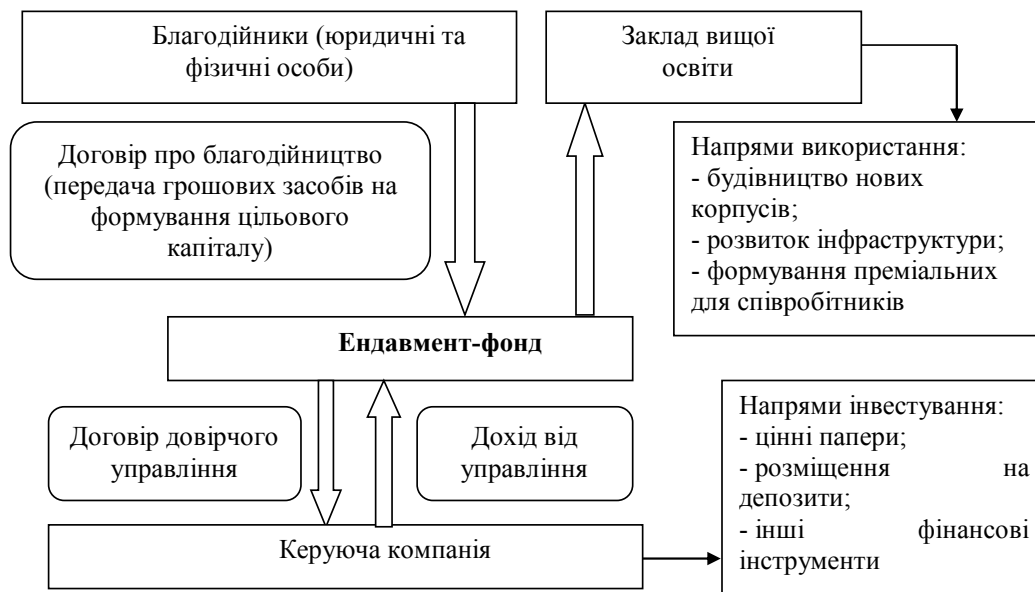 Благодійники (юридичні та
фізичні особи)
Заклад вищої
освіти
Договір про благодійництво
(передача грошових засобів на
формування цільового
капіталу)
Напрями використання:
- будівництво нових
корпусів;
- розвиток інфраструктури;
- формування преміальних
для співробітників
Ендавмент-фонд
Договір довірчого
управління
Дохід від
управління
Напрями інвестування:
- цінні папери;
- розміщення на
депозити;
- інші фінансові
інструменти
Керуюча компанія